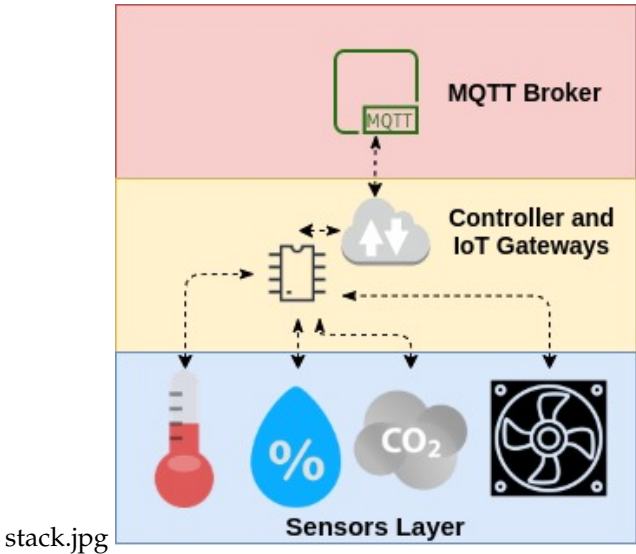 MQTT
MQTT Broker
Controller and
IoT Gateways
%
CO₂
Sensors Layer
stack.jpg